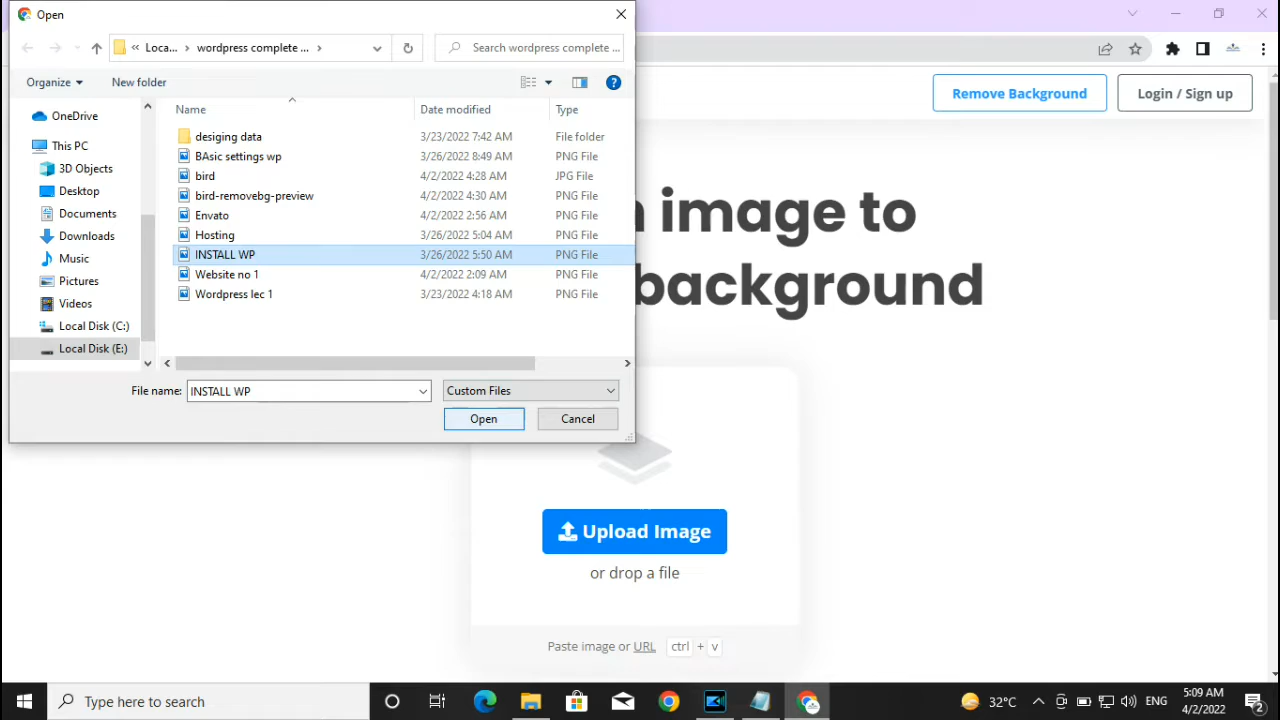 Open
« Loca... › wordpress complete ... ›
Search wordpress complete ...
Organize
New folder
Remove Background
Login / Sign up
Name
Date modified
Type
OneDrive
This PC
3D Objects
Desktop
Documents
Downloads
Music
Pictures
Videos
Local Disk (C:)
Local Disk (E:)
desiging data 3/23/2022 7:42 AM File folder
BAsic settings wp 3/26/2022 8:49 AM PNG File
bird 4/2/2022 4:28 AM JPG File
bird-removebg-preview 4/2/2022 4:30 AM PNG File
Envato 4/2/2022 2:56 AM PNG File
Hosting 3/26/2022 5:04 AM PNG File
INSTALL WP 3/26/2022 5:50 AM PNG File
Website no 1 4/2/2022 2:09 AM PNG File
Wordpress lec 1 3/23/2022 4:18 AM PNG File
image to
background
File name: INSTALL WP
Custom Files
Open
Cancel
Upload Image
or drop a file
Paste image or URL ctrl + v
Type here to search
32°C
ENG
5:09 AM
4/2/2022
2